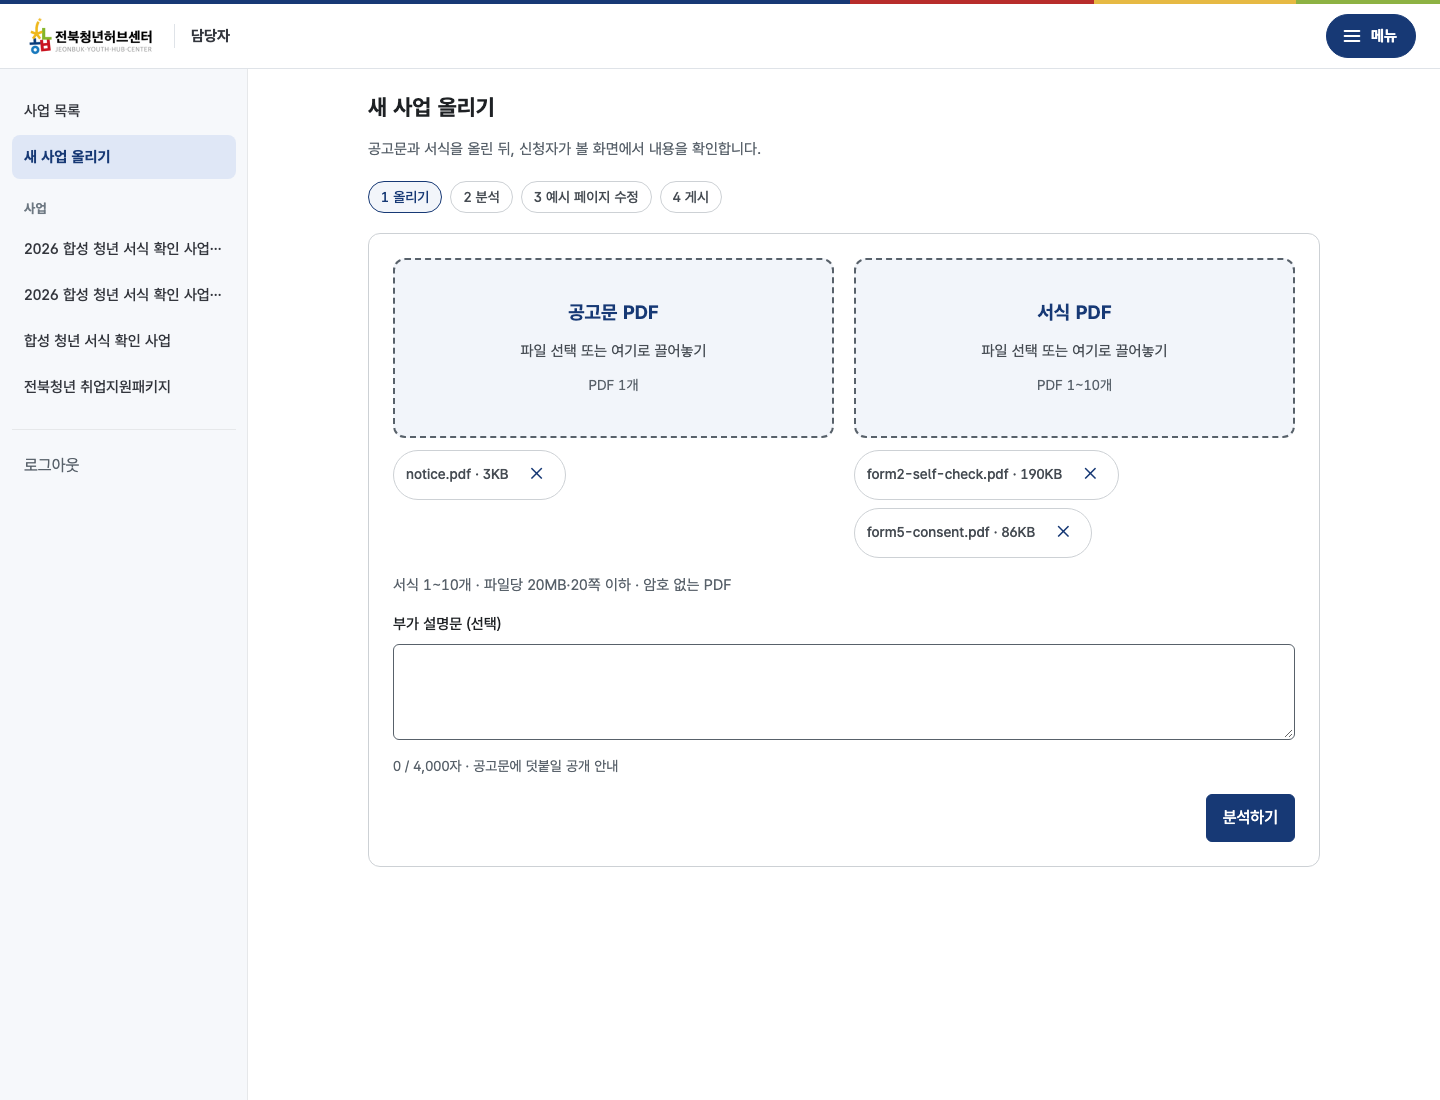 전북청년허브센터
JEONBUK·YOUTH·HUB·CENTER
담당자
메뉴
사업 목록
새 사업 올리기
사업
2026 합성 청년 서식 확인 사업…
2026 합성 청년 서식 확인 사업…
합성 청년 서식 확인 사업
전북청년 취업지원패키지
로그아웃
새 사업 올리기
공고문과 서식을 올린 뒤, 신청자가 볼 화면에서 내용을 확인합니다.
1 올리기
2 분석
3 예시 페이지 수정
4 게시
공고문 PDF
파일 선택 또는 여기로 끌어놓기
PDF 1개
notice.pdf · 3KB
서식 PDF
파일 선택 또는 여기로 끌어놓기
PDF 1~10개
form2-self-check.pdf · 190KB
form5-consent.pdf · 86KB
서식 1~10개 · 파일당 20MB·20쪽 이하 · 암호 없는 PDF
부가 설명문 (선택)
0 / 4,000자 · 공고문에 덧붙일 공개 안내
분석하기